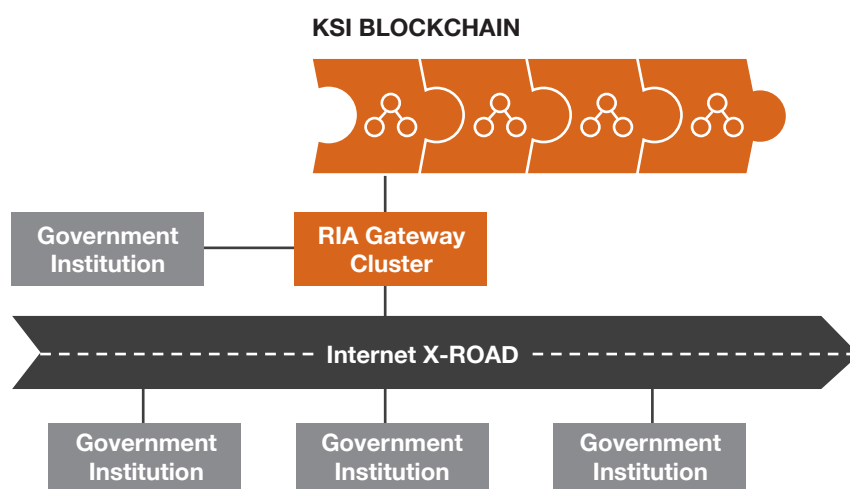 KSI BLOCKCHAIN
Government
Institution
RIA Gateway
Cluster
Internet X-ROAD
Government
Institution
Government
Institution
Government
Institution